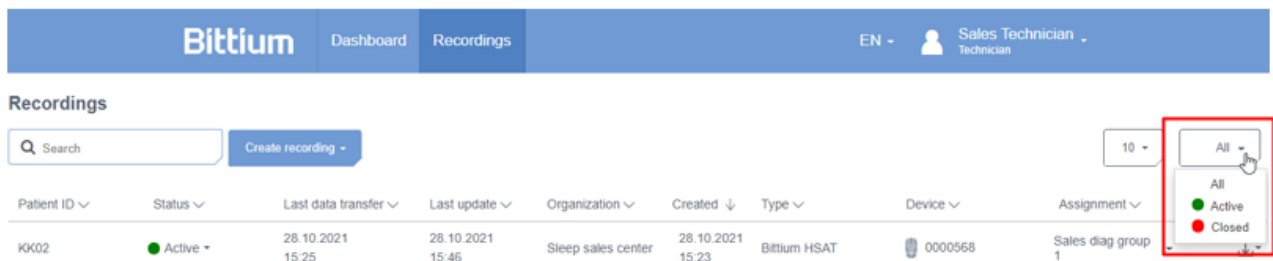 Bittium Dashboard Recordings EN Sales Technician
Technician
Recordings
Search Create recording 10 All
All
Active
Closed
Patient ID Status Last data transfer Last update Organization Created Type Device Assignment
KK02 Active 28.10.2021 28.10.2021 Sleep sales center 28.10.2021 Bittium HSAT 0000568 Sales diag group
15:25 15:46 15:23 1